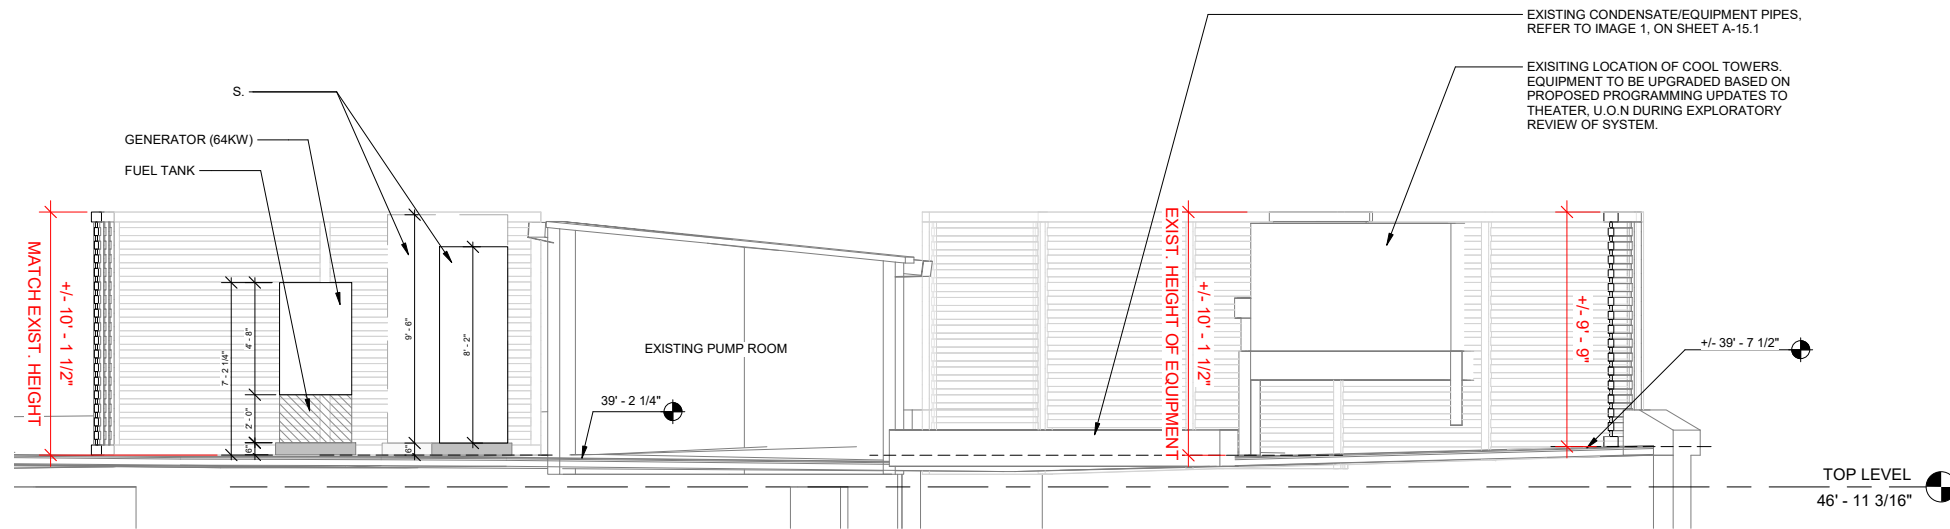 EXISTING CONDENSATE/EQUIPMENT PIPES,
REFER TO IMAGE 1, ON SHEET A-15.1
EXISITING LOCATION OF COOL TOWERS.
EQUIPMENT TO BE UPGRADED BASED ON
PROPOSED PROGRAMMING UPDATES TO
THEATER, U.O.N DURING EXPLORATORY
REVIEW OF SYSTEM.
S.
GENERATOR (64KW)
FUEL TANK
MATCH EXIST. HEIGHT
+/- 10' - 1 1/2"
7' - 2 1/4"
4' - 8"
2' - 0"
6"
9' - 6"
6"
8' - 2"
EXISTING PUMP ROOM
39' - 2 1/4"
EXIST. HEIGHT OF EQUIPMENT
+/- 10' - 1 1/2"
+/- 9' - 9"
+/- 39' - 7 1/2"
TOP LEVEL
46' - 11 3/16"